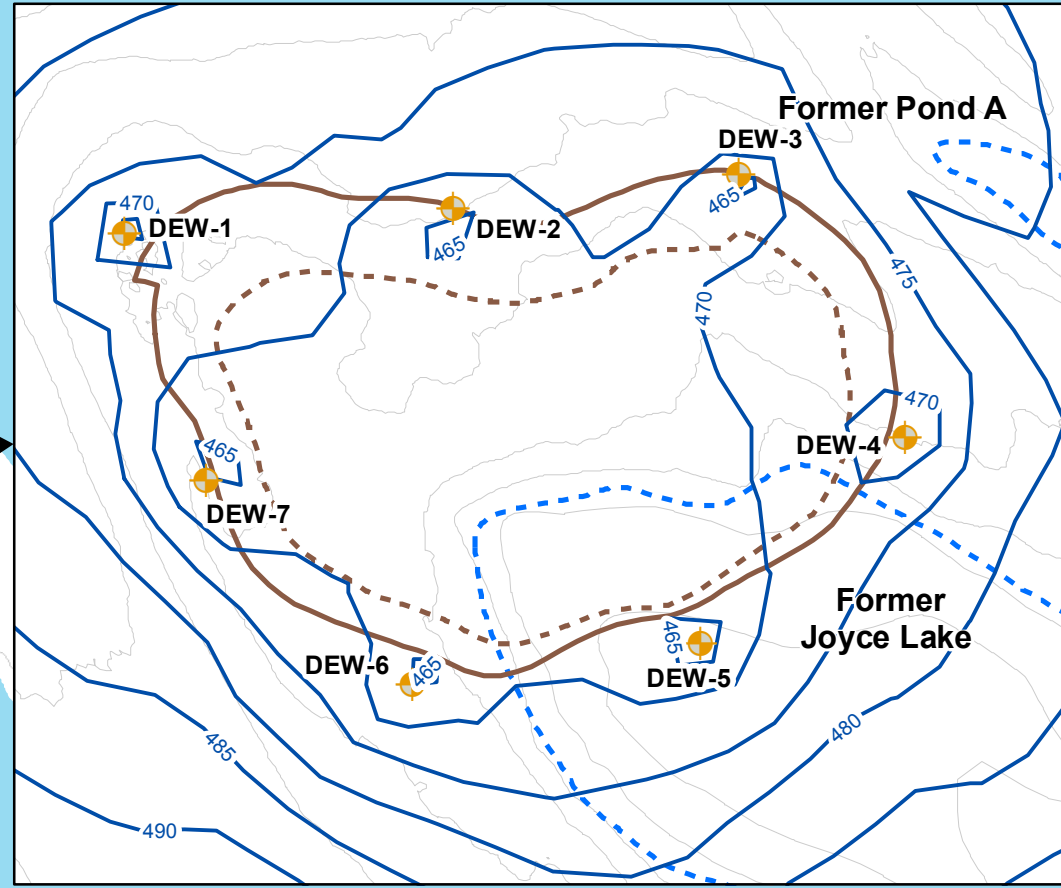 Former Pond A
DEW-3
470
DEW-1
465
DEW-2
465
475
470
470
DEW-4
465
DEW-7
Former
Joyce Lake
465
DEW-6
465
DEW-5
480
485
490